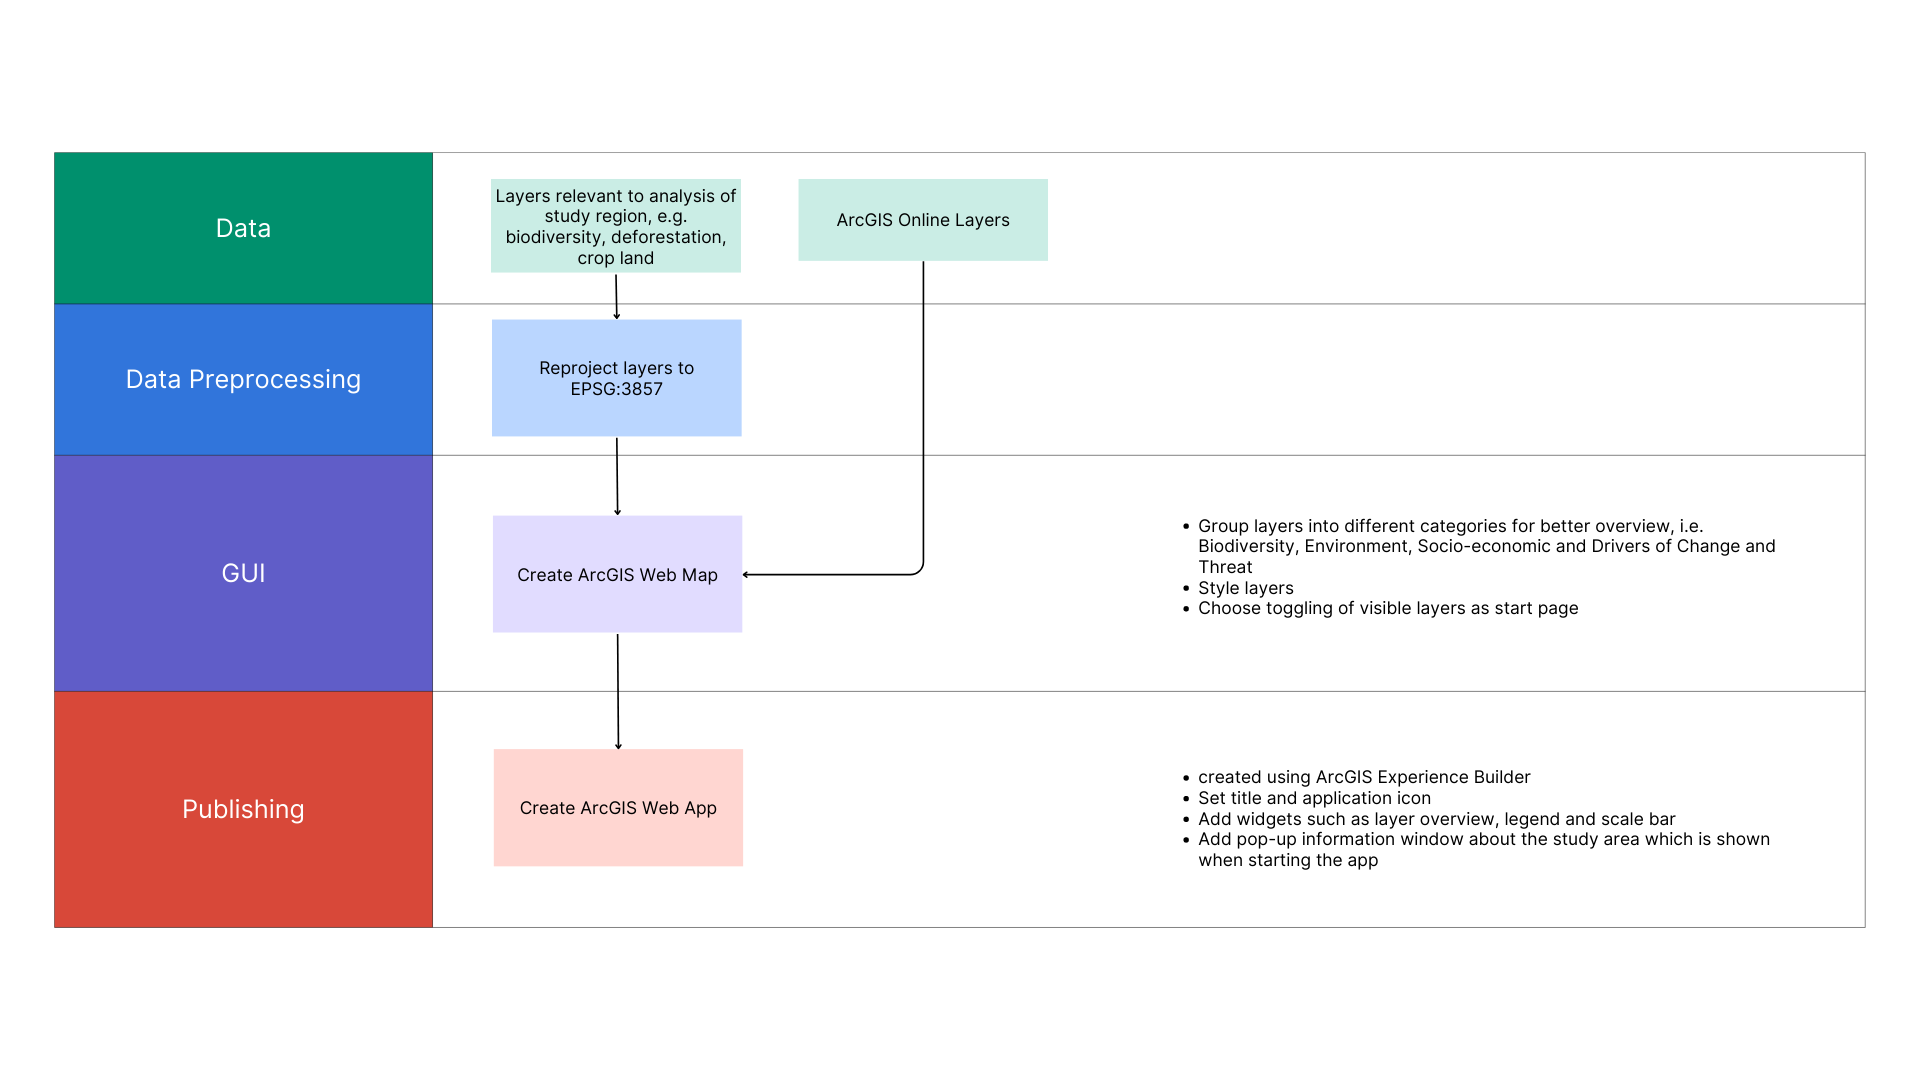 Data
Layers relevant to analysis of
study region, e.g.
biodiversity, deforestation,
crop land
ArcGIS Online Layers
Data Preprocessing
Reproject layers to
EPSG:3857
GUI
Create ArcGIS Web Map
• Group layers into different categories for better overview, i.e.
Biodiversity, Environment, Socio-economic and Drivers of Change and
Threat
• Style layers
• Choose toggling of visible layers as start page
Publishing
Create ArcGIS Web App
• created using ArcGIS Experience Builder
• Set title and application icon
• Add widgets such as layer overview, legend and scale bar
• Add pop-up information window about the study area which is shown
when starting the app